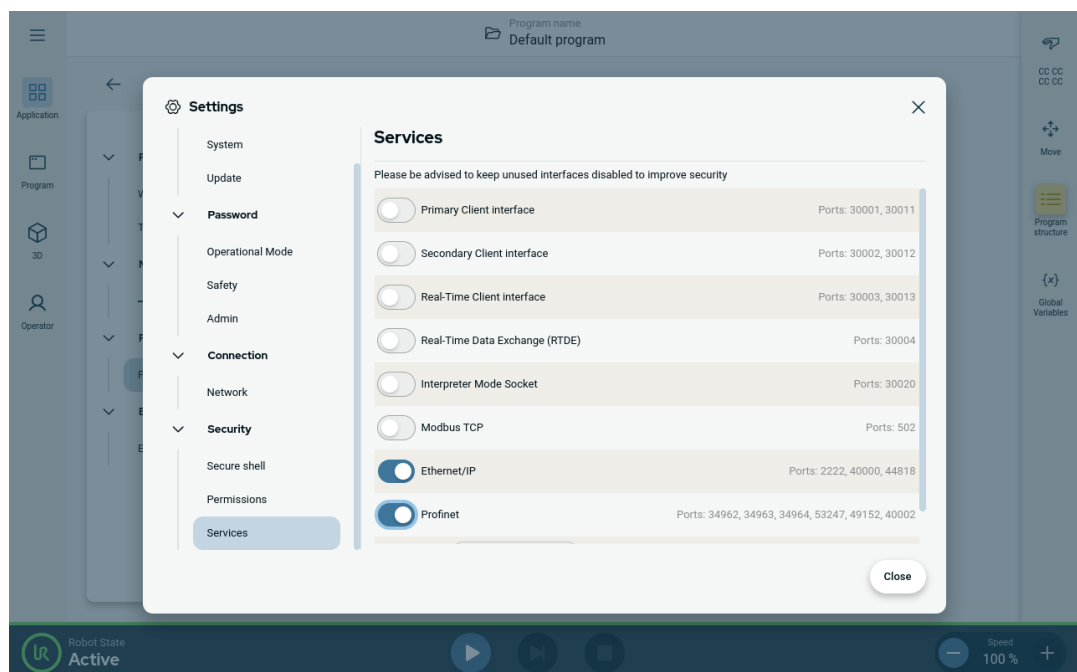 Program name
Default program
Application
Program
3D
Operator
Settings
System
Update
Password
Operational Mode
Safety
Admin
Connection
Network
Security
Secure shell
Permissions
Services
Services
Please be advised to keep unused interfaces disabled to improve security
Primary Client interface Ports: 30001, 30011
Secondary Client interface Ports: 30002, 30012
Real-Time Client interface Ports: 30003, 30013
Real-Time Data Exchange (RTDE) Ports: 30004
Interpreter Mode Socket Ports: 30020
Modbus TCP Ports: 502
Ethernet/IP Ports: 2222, 40000, 44818
Profinet Ports: 34962, 34963, 34964, 53247, 49152, 40002
Close
CC CC
CC CC
Move
Program
structure
{x}
Global
Variables
Robot State
Active
Speed
100 %